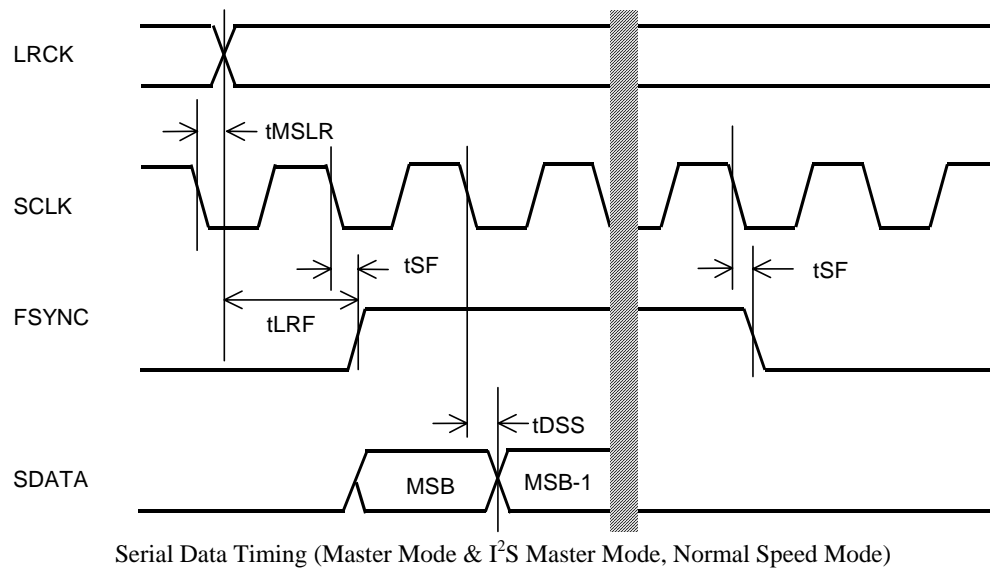 LRCK
tMSLR
SCLK
tSF
tSF
FSYNC
tLRF
tDSS
SDATA
MSB
MSB-1
Serial Data Timing (Master Mode & I²S Master Mode, Normal Speed Mode)